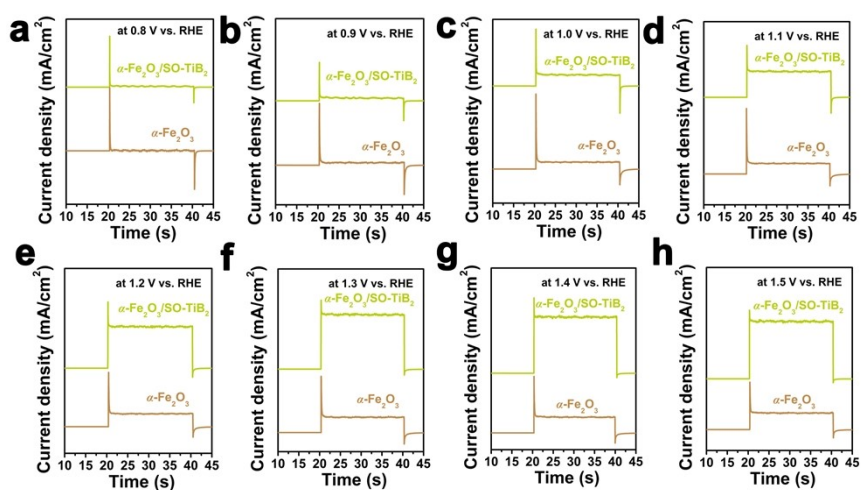 a
at 0.8 V vs. RHE
α-Fe₂O₃/SO-TiB₂
α-Fe₂O₃
Current density (mA/cm²)
10 15 20 25 30 35 40 45
Time (s)
b
at 0.9 V vs. RHE
α-Fe₂O₃/SO-TiB₂
α-Fe₂O₃
Current density (mA/cm²)
10 15 20 25 30 35 40 45
Time (s)
c
at 1.0 V vs. RHE
α-Fe₂O₃/SO-TiB₂
α-Fe₂O₃
Current density (mA/cm²)
10 15 20 25 30 35 40 45
Time (s)
d
at 1.1 V vs. RHE
α-Fe₂O₃/SO-TiB₂
α-Fe₂O₃
Current density (mA/cm²)
10 15 20 25 30 35 40 45
Time (s)
e
at 1.2 V vs. RHE
α-Fe₂O₃/SO-TiB₂
α-Fe₂O₃
Current density (mA/cm²)
10 15 20 25 30 35 40 45
Time (s)
f
at 1.3 V vs. RHE
α-Fe₂O₃/SO-TiB₂
α-Fe₂O₃
Current density (mA/cm²)
10 15 20 25 30 35 40 45
Time (s)
g
at 1.4 V vs. RHE
α-Fe₂O₃/SO-TiB₂
α-Fe₂O₃
Current density (mA/cm²)
10 15 20 25 30 35 40 45
Time (s)
h
at 1.5 V vs. RHE
α-Fe₂O₃/SO-TiB₂
α-Fe₂O₃
Current density (mA/cm²)
10 15 20 25 30 35 40 45
Time (s)